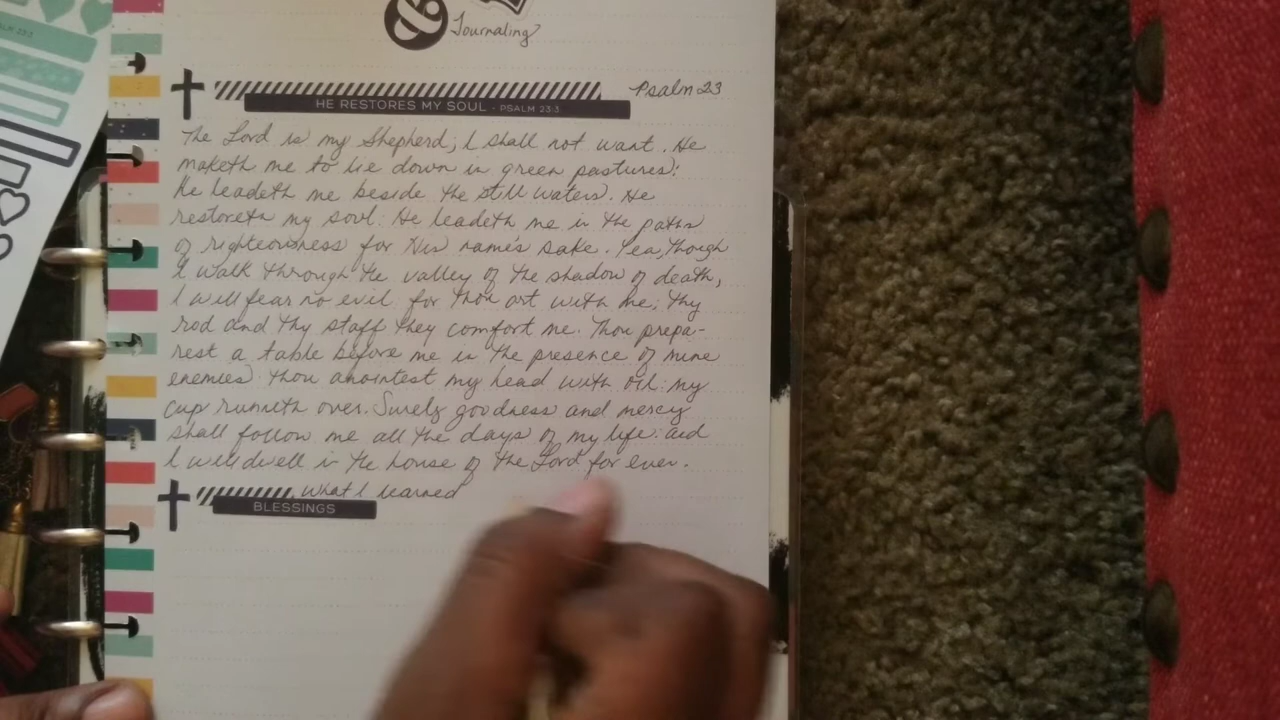 & Journaling
HE RESTORES MY SOUL - PSALM 23:3 Psalm 23
The Lord is my Shepherd; I shall not want. He
maketh me to lie down in green pastures:
He leadeth me beside the still waters. He
restoreth my soul: He leadeth me in the paths
of righteousness for His name's sake. Yea, though
I walk through the valley of the shadow of death,
I will fear no evil for thou art with me; thy
rod and thy staff they comfort me. Thou prepa-
rest a table before me in the presence of mine
enemies: thou anointest my head with oil: my
cup runneth over. Surely goodness and mercy
shall follow me all the days of my life: and
I will dwell in the house of the Lord for ever.
What I learned
BLESSINGS